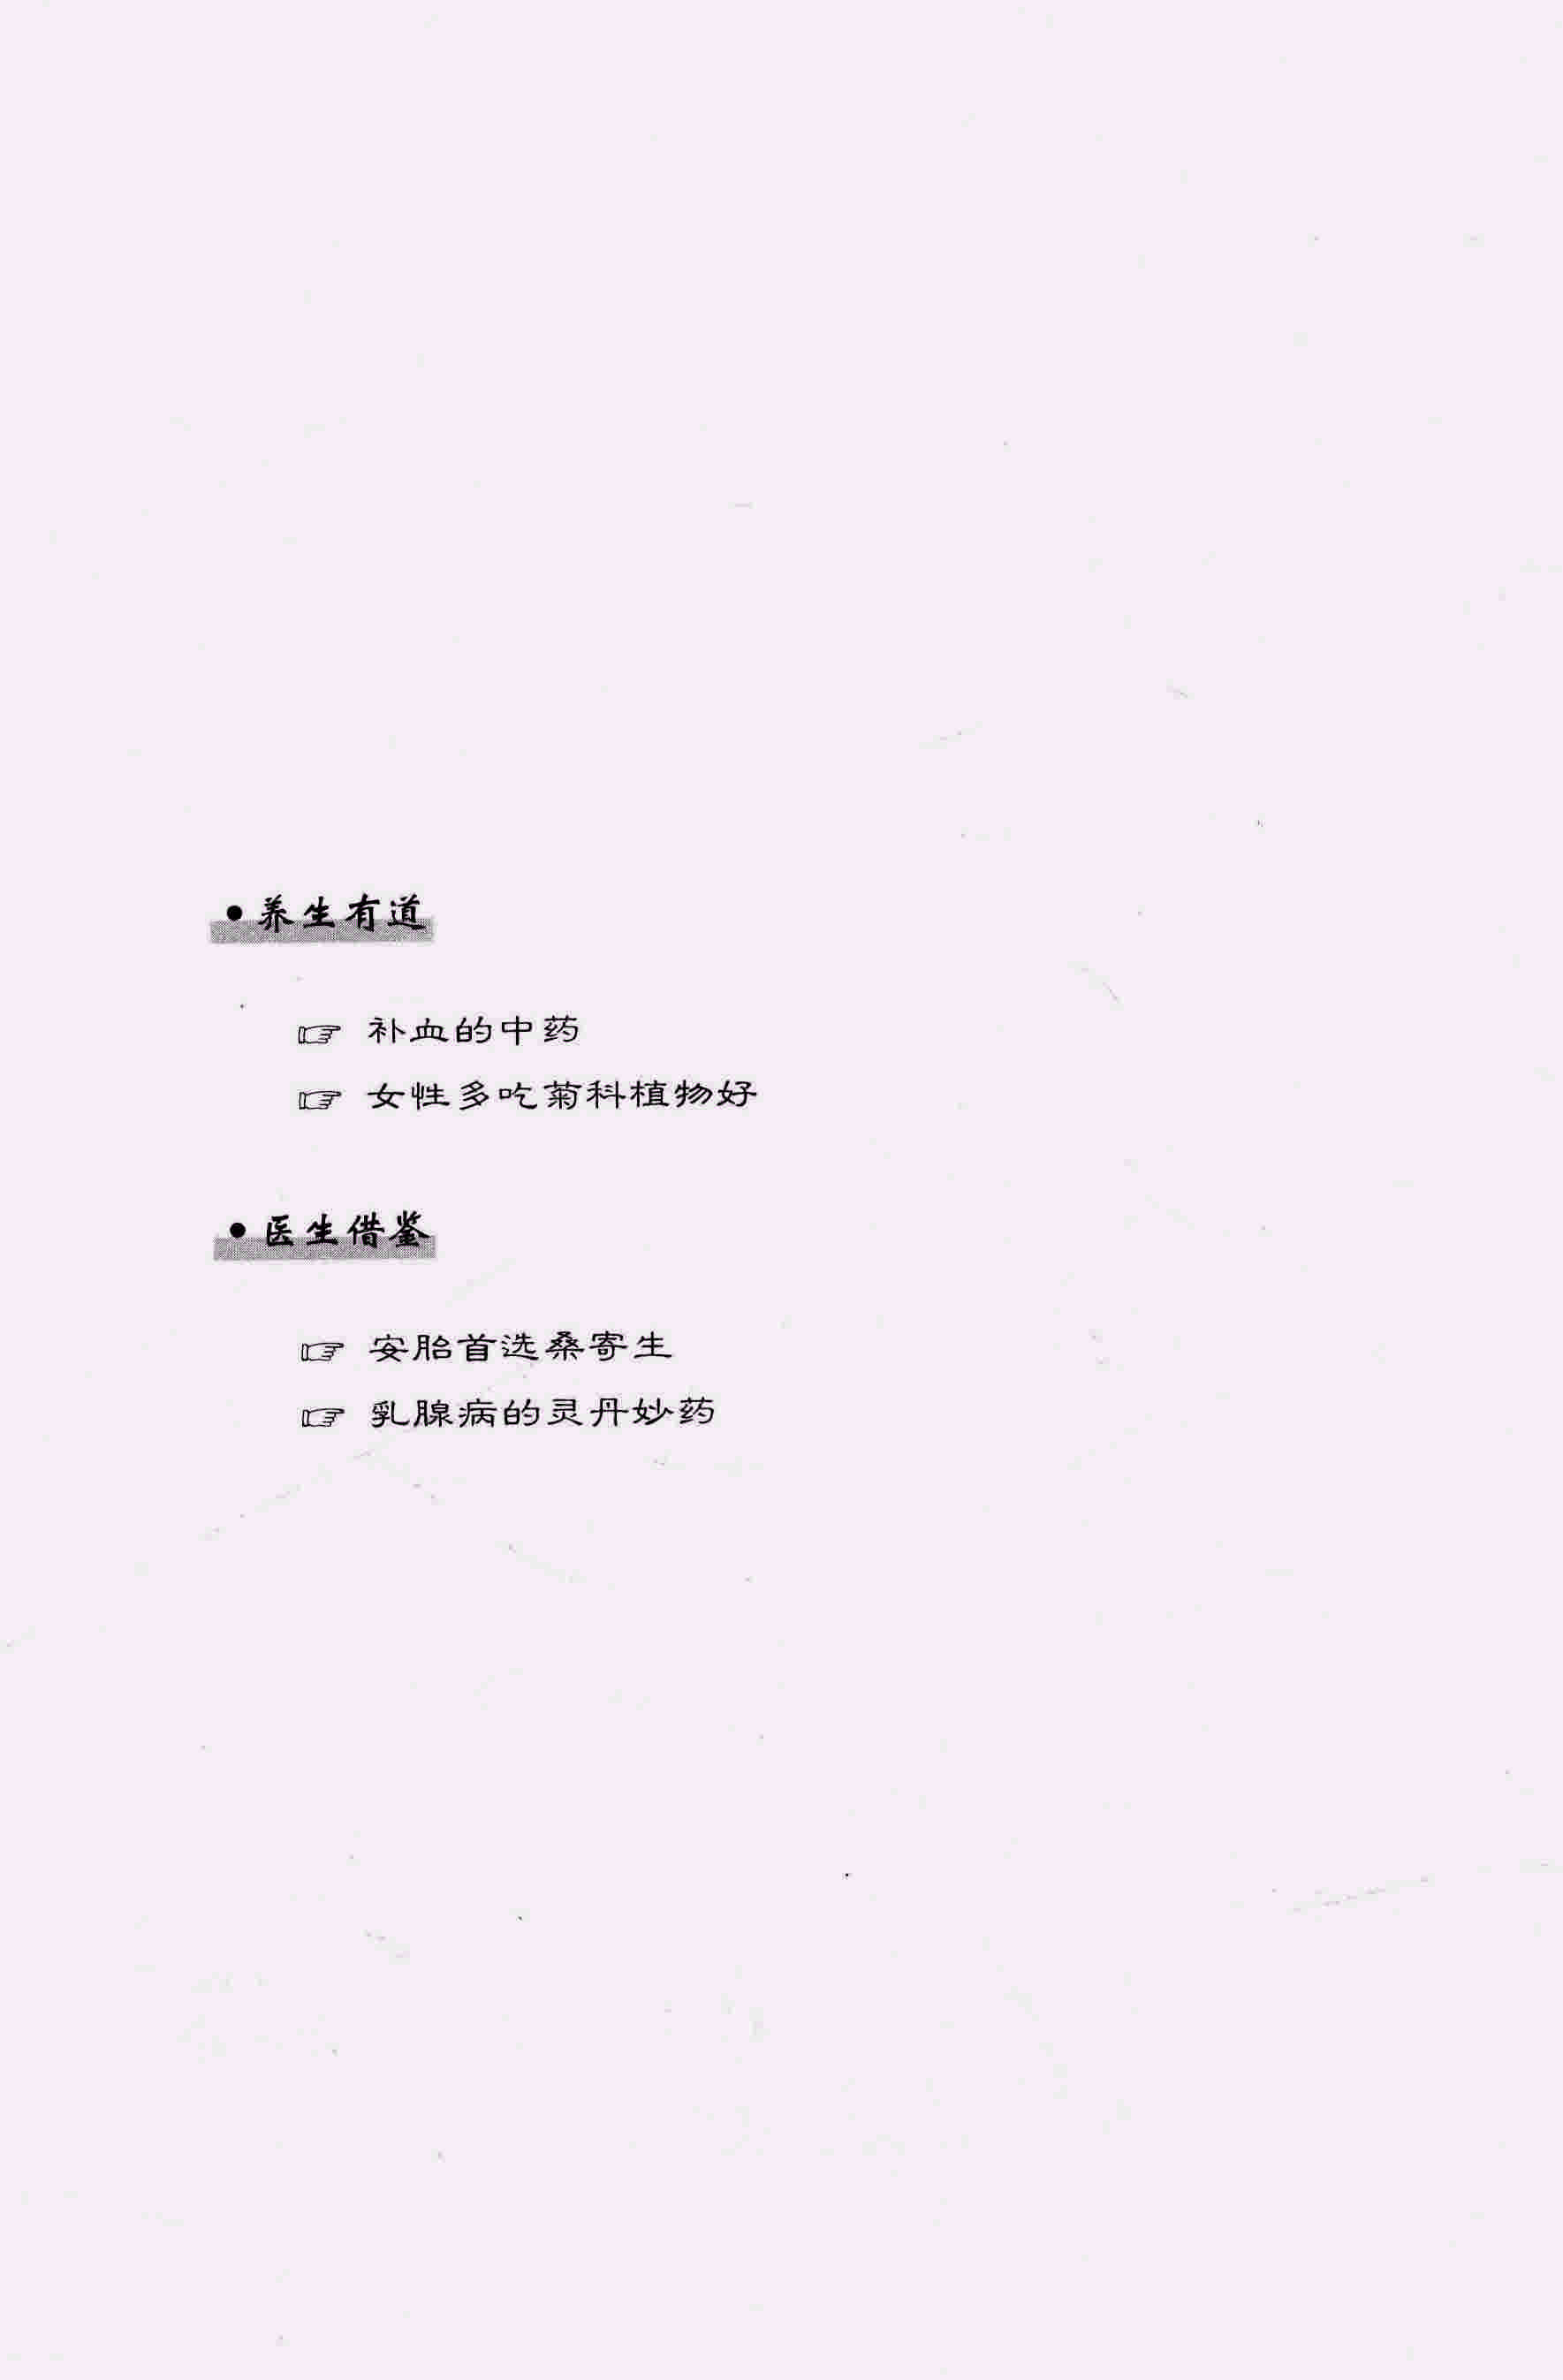 • 养生有道
☞ 补血的中药
☞ 女性多吃菊科植物好
• 医生借鉴
☞ 安胎首选桑寄生
☞ 乳腺病的灵丹妙药